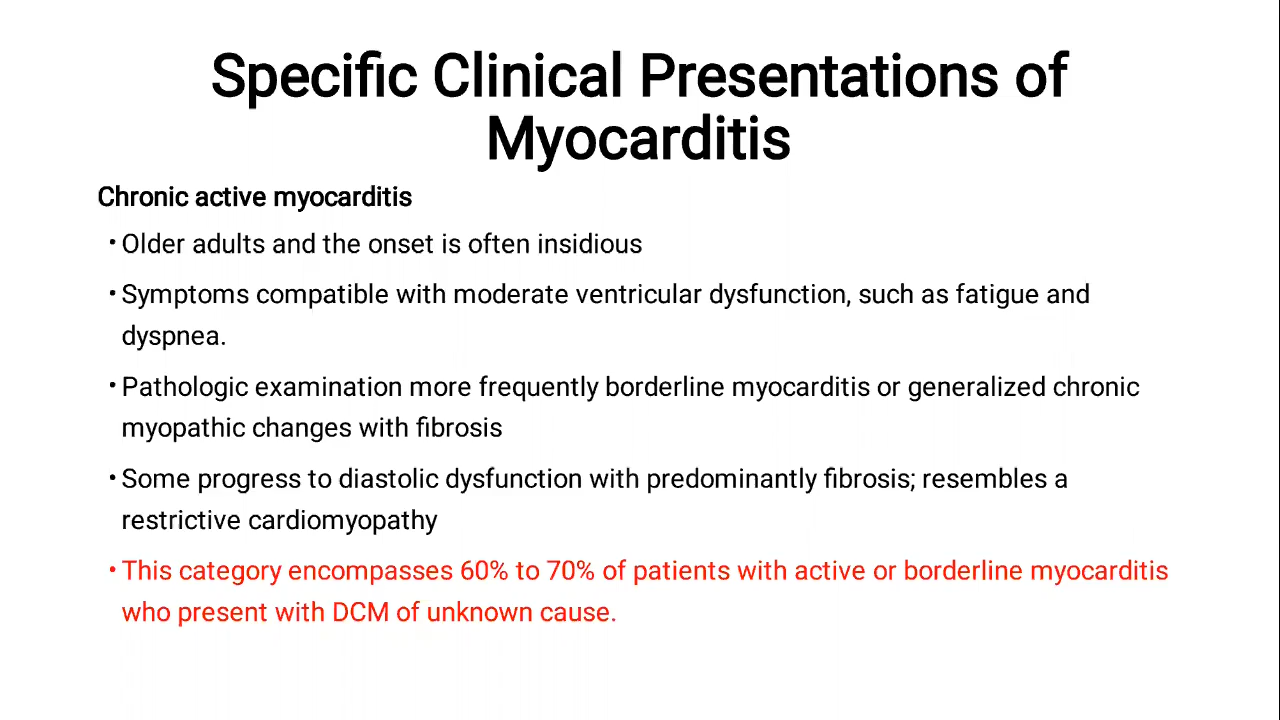 Specific Clinical Presentations of
Myocarditis
Chronic active myocarditis
• Older adults and the onset is often insidious
• Symptoms compatible with moderate ventricular dysfunction, such as fatigue and
dyspnea.
• Pathologic examination more frequently borderline myocarditis or generalized chronic
myopathic changes with fibrosis
• Some progress to diastolic dysfunction with predominantly fibrosis; resembles a
restrictive cardiomyopathy
• This category encompasses 60% to 70% of patients with active or borderline myocarditis
who present with DCM of unknown cause.